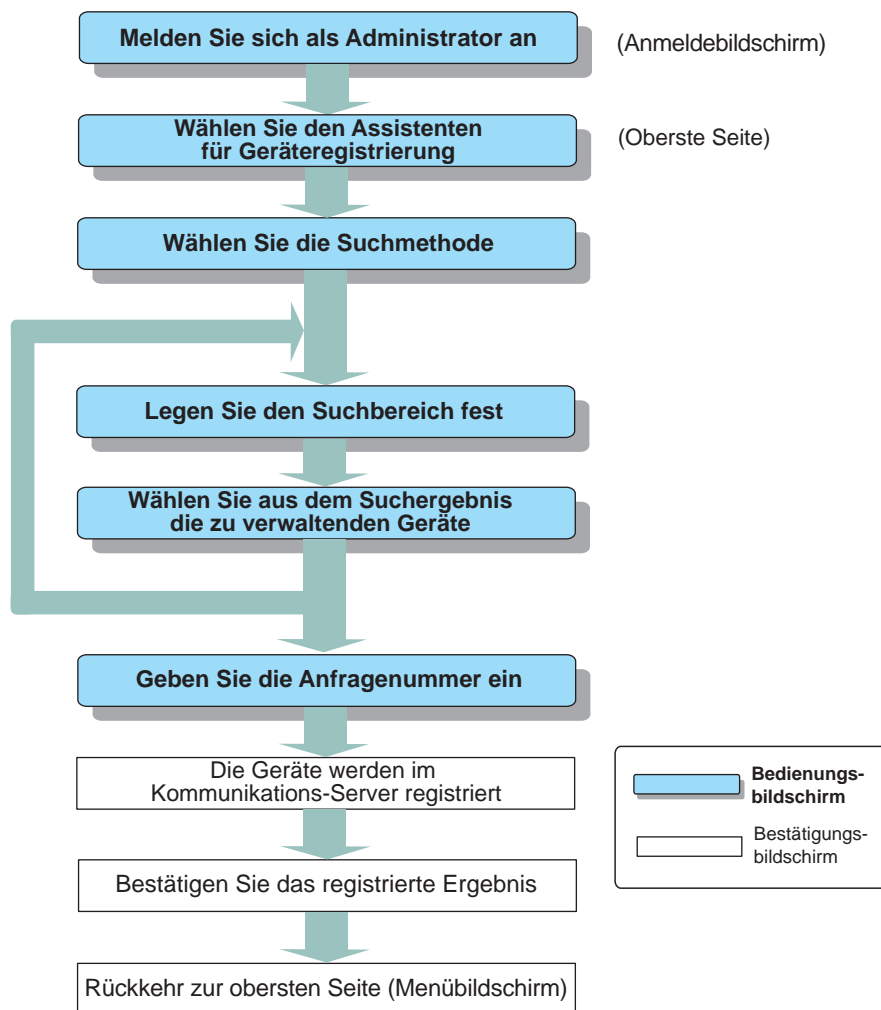 Melden Sie sich als Administrator an
(Anmeldebildschirm)
Wählen Sie den Assistenten
für Geräteregistrierung
(Oberste Seite)
Wählen Sie die Suchmethode
Legen Sie den Suchbereich fest
Wählen Sie aus dem Suchergebnis
die zu verwaltenden Geräte
Geben Sie die Anfragenummer ein
Die Geräte werden im
Kommunikations-Server registriert
Bestätigen Sie das registrierte Ergebnis
Rückkehr zur obersten Seite (Menübildschirm)
Bedienungs-
bildschirm
Bestätigungs-
bildschirm